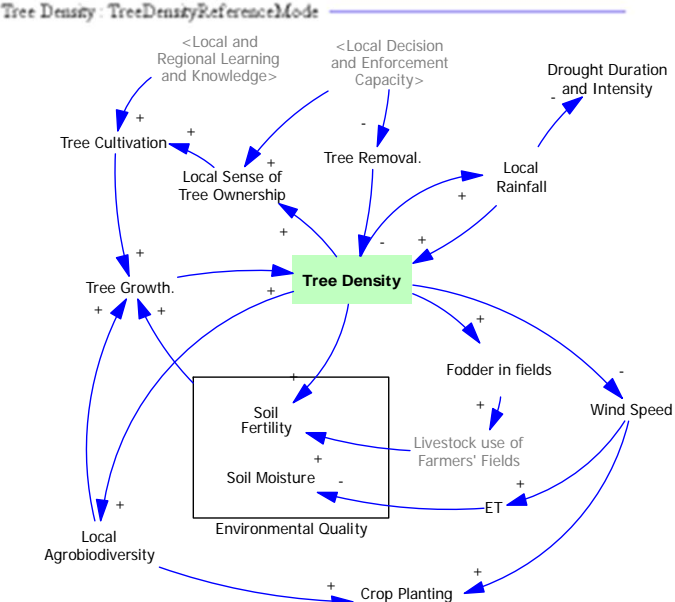 Tree Density : TreeDensityReferenceMode
<Local and
Regional Learning
and Knowledge>
<Local Decision
and Enforcement
Capacity>
Drought Duration
and Intensity
-
+
-
+
Tree Cultivation
Tree Removal.
+
Local Sense of
Tree Ownership
Local
Rainfall
+
+
-
+
+
Tree Density
Tree Growth.
+
+
+
+
Fodder in fields
-
+
+
Wind Speed
Soil
Fertility
Livestock use of
Farmers' Fields
+
Soil Moisture
-
+
ET
+
Environmental Quality
Local
Agrobiodiversity
+
+
Crop Planting